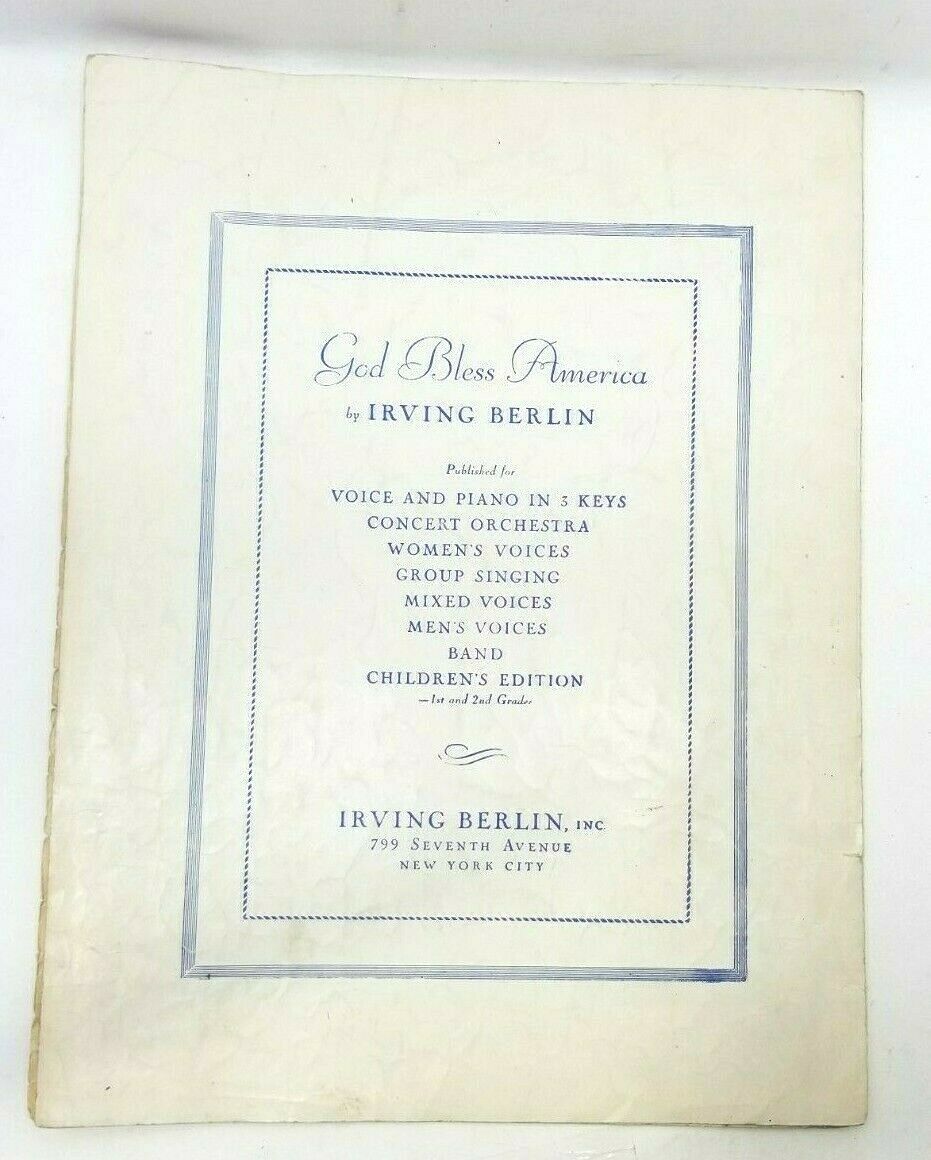 God Bless America
by IRVING BERLIN
Published for
VOICE AND PIANO IN 3 KEYS
CONCERT ORCHESTRA
WOMEN'S VOICES
GROUP SINGING
MIXED VOICES
MEN'S VOICES
BAND
CHILDREN'S EDITION
—1st and 2nd Grades
IRVING BERLIN, INC.
799 SEVENTH AVENUE
NEW YORK CITY